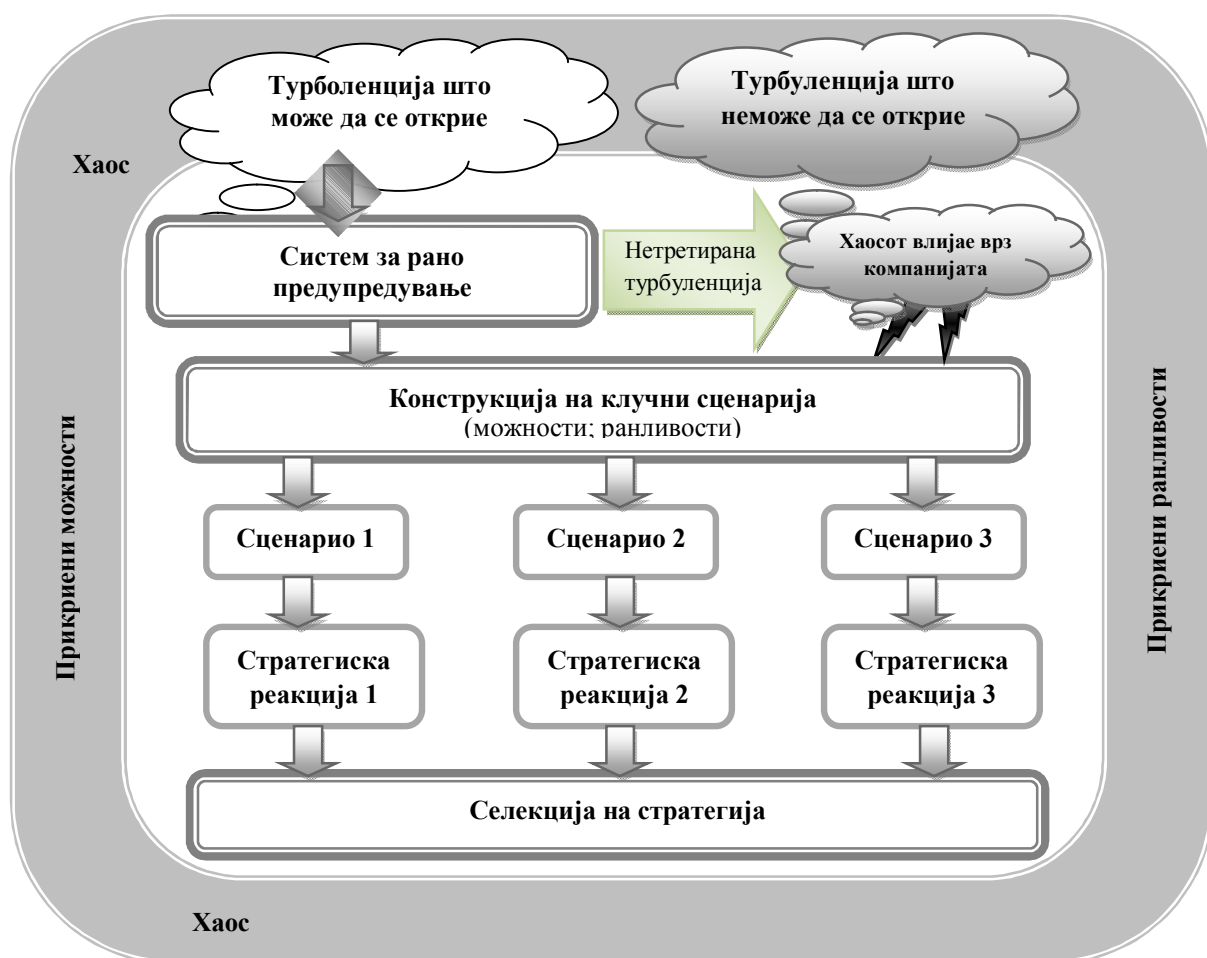 Турболенција што
може да се открие
Турбуленција што
неможе да се открие
Хаос
Систем за рано
предупредување
Нетретирана
турбуленција
Хаосот влијае врз
компанијата
Конструкција на клучни сценарија
(можности; ранливости)
Прикриени можности
Прикриени ранливости
Сценарио 1
Сценарио 2
Сценарио 3
Стратегиска
реакција 1
Стратегиска
реакција 2
Стратегиска
реакција 3
Селекција на стратегија
Хаос